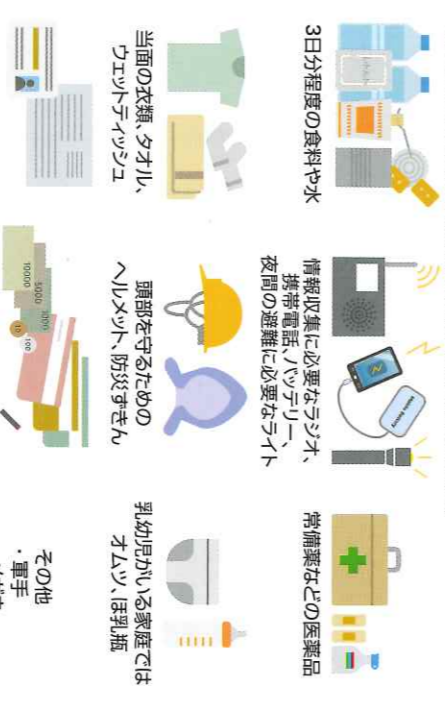 3日分程度の食料や水
情報収集に必要なラジオ、
携帯電話、バッテリー、
夜間の避難に必要なライト
常備薬などの医薬品
当面の衣類、タオル、
ウェットティッシュ
頭部を守るための
ヘルメット、防災ずきん
乳幼児がいる家庭では
オムツ、ほ乳瓶
10000
5000
1000
10
100
その他
・軍手